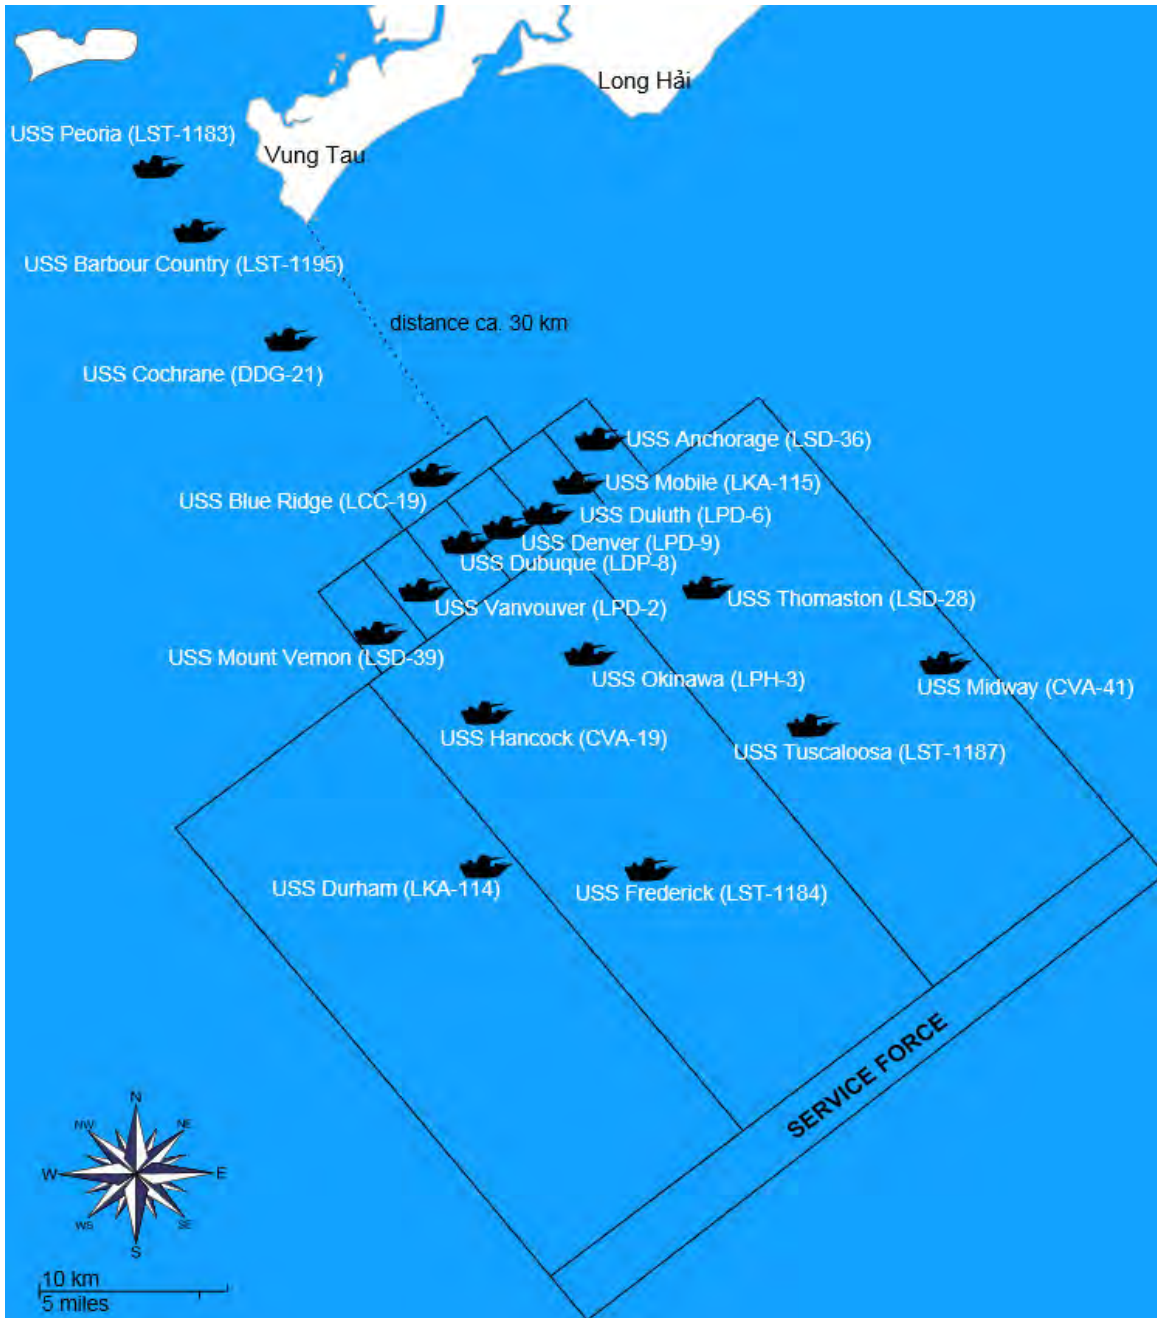 Long Hải
USS Peoria (LST-1183)
Vung Tau
USS Barbour Country (LST-1195)
distance ca. 30 km
USS Cochrane (DDG-21)
USS Anchorage (LSD-36)
USS Mobile (LKA-115)
USS Blue Ridge (LCC-19)
USS Duluth (LPD-6)
USS Denver (LPD-9)
USS Dubuque (LDP-8)
USS Thomaston (LSD-28)
USS Vanvouver (LPD-2)
USS Mount Vernon (LSD-39)
USS Okinawa (LPH-3)
USS Midway (CVA-41)
USS Hancock (CVA-19)
USS Tuscaloosa (LST-1187)
USS Durham (LKA-114)
USS Frederick (LST-1184)
SERVICE FORCE
N
NW
NE
W
E
WS
SE
S
10 km
5 miles